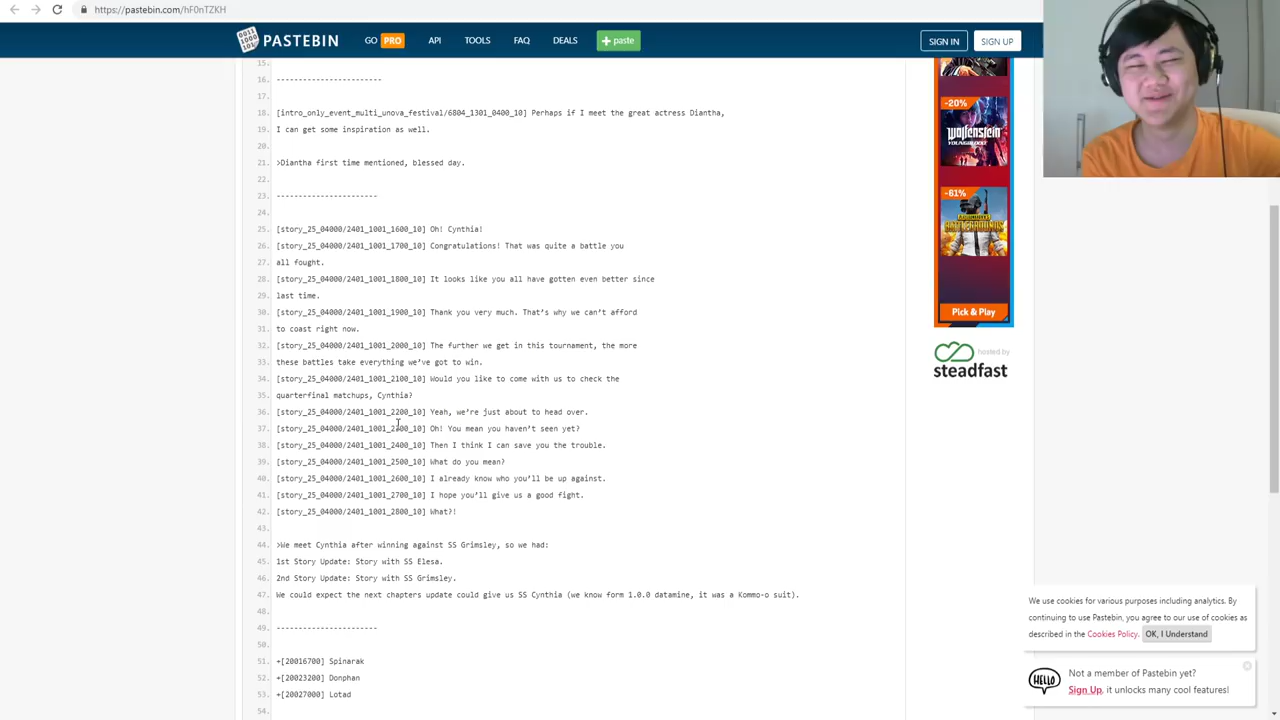 https://pastebin.com/hF0nTZKH
PASTEBIN
GO PRO API TOOLS FAQ DEALS + paste SIGN IN SIGN UP
15.
16. ------------------------
17.
18. [intro_only_event_multi_unova_festival/6804_1301_0400_10] Perhaps if I meet the great actress Diantha,
19. I can get some inspiration as well.
20.
21. >Diantha first time mentioned, blessed day.
22.
23. -----------------------
24.
25. [story_25_04000/2401_1001_1600_10] Oh! Cynthia!
26. [story_25_04000/2401_1001_1700_10] Congratulations! That was quite a battle you
27. all fought.
28. [story_25_04000/2401_1001_1800_10] It looks like you all have gotten even better since
29. last time.
30. [story_25_04000/2401_1001_1900_10] Thank you very much. That's why we can't afford
31. to coast right now.
32. [story_25_04000/2401_1001_2000_10] The further we get in this tournament, the more
33. these battles take everything we've got to win.
34. [story_25_04000/2401_1001_2100_10] Would you like to come with us to check the
35. quarterfinal matchups, Cynthia?
36. [story_25_04000/2401_1001_2200_10] Yeah, we're just about to head over.
37. [story_25_04000/2401_1001_2300_10] Oh! You mean you haven't seen yet?
38. [story_25_04000/2401_1001_2400_10] Then I think I can save you the trouble.
39. [story_25_04000/2401_1001_2500_10] What do you mean?
40. [story_25_04000/2401_1001_2600_10] I already know who you'll be up against.
41. [story_25_04000/2401_1001_2700_10] I hope you'll give us a good fight.
42. [story_25_04000/2401_1001_2800_10] What?!
43.
44. >We meet Cynthia after winning against SS Grimsley, so we had:
45. 1st Story Update: Story with SS Elesa.
46. 2nd Story Update: Story with SS Grimsley.
47. We could expect the next chapters update could give us SS Cynthia (we know form 1.0.0 datamine, it was a Kommo-o suit).
48.
49. -----------------------
50.
51. +[20016700] Spinarak
52. +[20023200] Donphan
53. +[20027000] Lotad
54.
-20%
Wolfenstein
YOUNGBLOOD
-61%
BATTLEGROUNDS
Pick & Play
hosted by
steadfast
We use cookies for various purposes including analytics. By
continuing to use Pastebin, you agree to our use of cookies as
described in the Cookies Policy. OK, I Understand
HELLO
Not a member of Pastebin yet?
Sign Up, it unlocks many cool features!